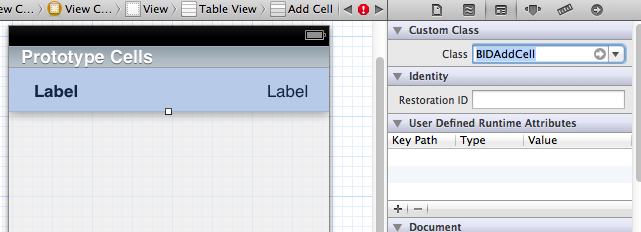 ew C... View C... View Table View Add Cell
Custom Class
Class BIDAddCell
Prototype Cells
Identity
Label Label
Restoration ID
User Defined Runtime Attributes
Key Path Type Value
Document